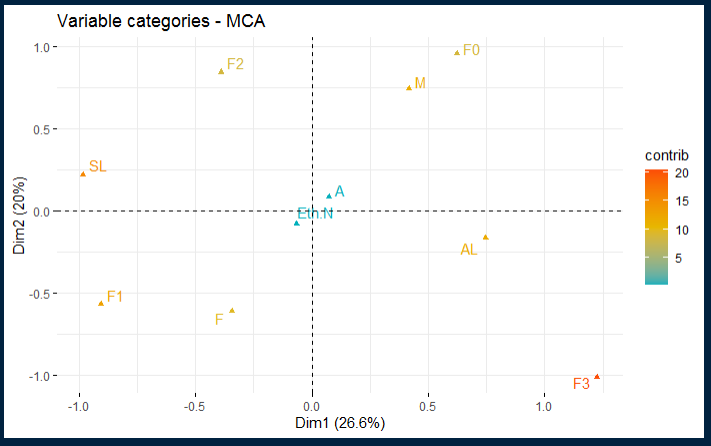 Variable categories - MCA
1.0
0.5
0.0
-0.5
-1.0
Dim2 (20%)
F0
F2
M
SL
A
Eth.N
AL
F1
F
F3
-1.0 -0.5 0.0 0.5 1.0
Dim1 (26.6%)
contrib
20
15
10
5